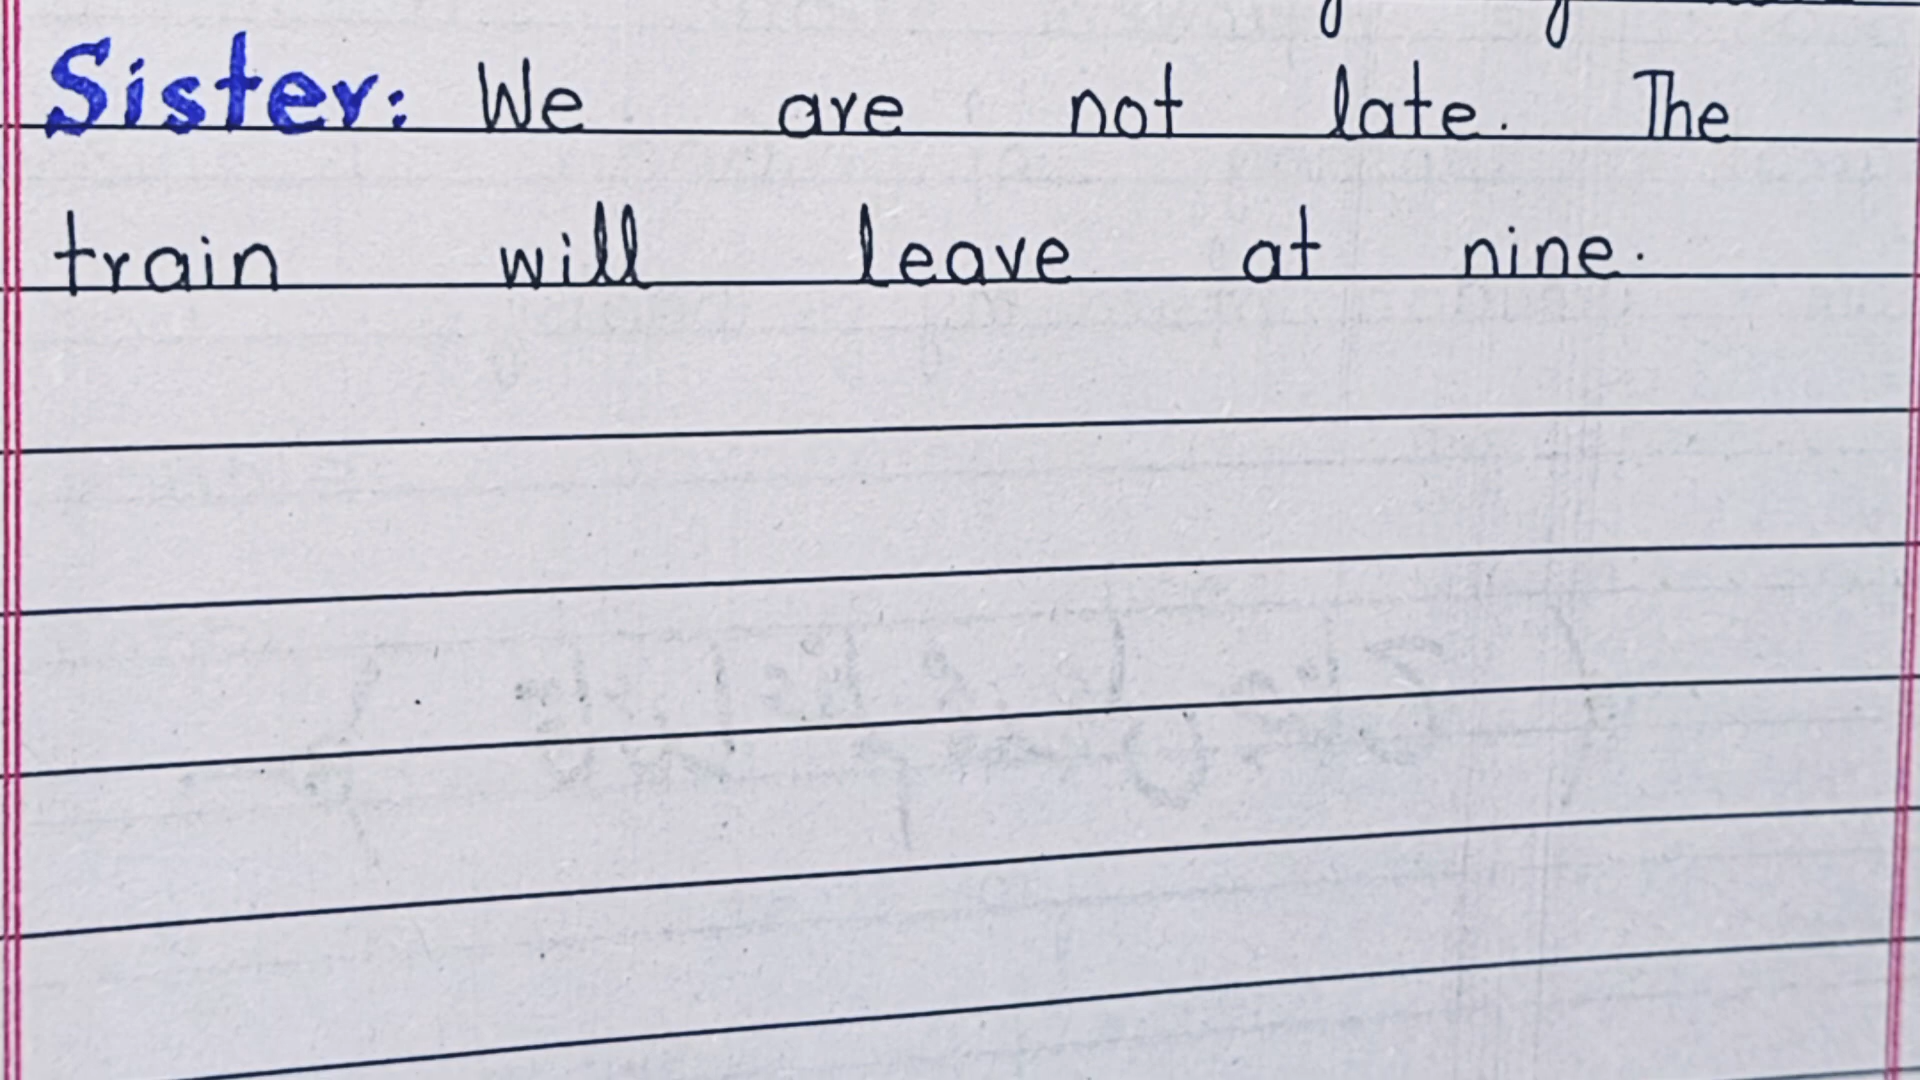 Sister: We are not late. The
train will leave at nine.